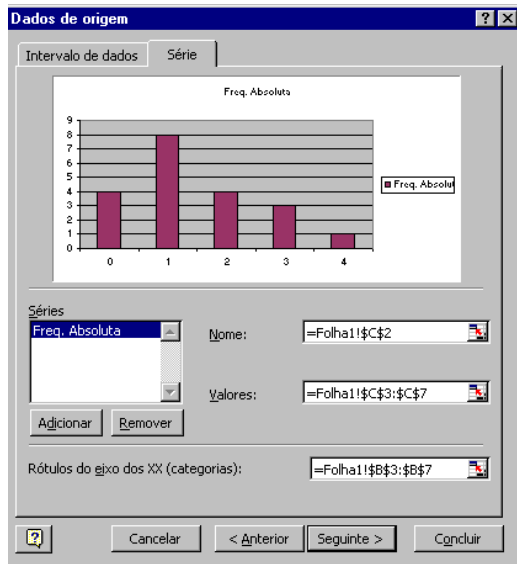 Dados de origem
Intervalo de dados Série
Freq. Absoluta
9
8
7
6
5
4
3
2
1
0
0 1 2 3 4
Freq. Absolut
Séries
Freq. Absoluta
Nome: =Folha1!$C$2
Valores: =Folha1!$C$3:$C$7
Adicionar Remover
Rótulos do eixo dos XX (categorias): =Folha1!$B$3:$B$7
Cancelar < Anterior Seguinte > Concluir